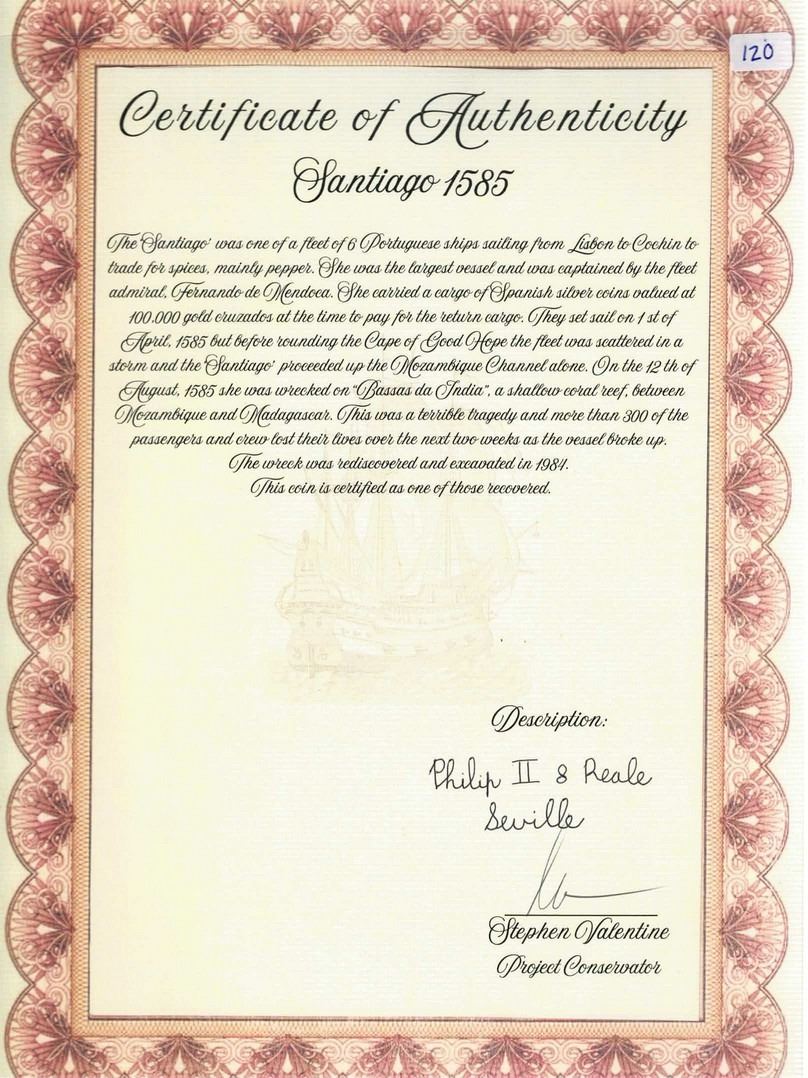 120
Certificate of Authenticity
Santiago 1585
The 'Santiago' was one of a fleet of 6 Portuguese ships sailing from Lisbon to Cochin to
trade for spices, mainly pepper. She was the largest vessel and was captained by the fleet
admiral, Fernando de Mendoca. She carried a cargo of Spanish silver coins valued at
100.000 gold cruzados at the time to pay for the return cargo. They set sail on 1 st of
April, 1585 but before rounding the Cape of Good Hope the fleet was scattered in a
storm and the 'Santiago' proceeded up the Mozambique Channel alone. On the 12 th of
August, 1585 she was wrecked on "Bassas da India", a shallow coral reef, between
Mozambique and Madagascar. This was a terrible tragedy and more than 300 of the
passengers and crew lost their lives over the next two weeks as the vessel broke up.
The wreck was rediscovered and excavated in 1984.
This coin is certified as one of those recovered.
Description:
Philip II 8 Reale
Seville
Stephen Valentine
Project Conservator